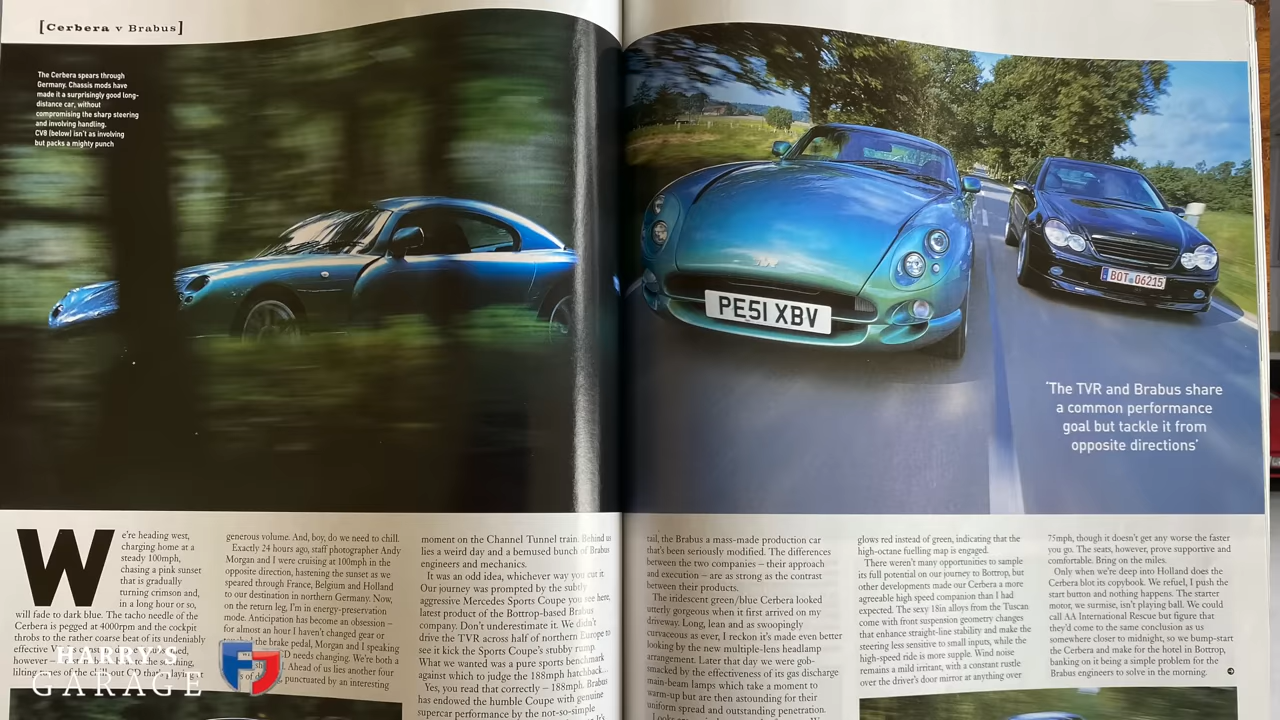 [Cerbera v Brabus]
The Cerbera spears through
Germany. Chassis mods have
made it a surprisingly good long-
distance car, without
compromising the sharp steering
and involving handling.
CV8 (below) isn't as involving
but packs a mighty punch
PE51 XBV
BOT 06215
'The TVR and Brabus share
a common performance
goal but tackle it from
opposite directions'
We're heading west,
charging home at a
steady 100mph,
chasing a pink sunset
that is gradually
turning crimson and,
in a long hour or so,
will fade to dark blue. The tacho needle of the
Cerbera is pegged at 4000rpm and the cockpit
throbs to the rather coarse beat of its undeniably
effective
however
generous volume. And, boy, do we need to chill.
Exactly 24 hours ago, staff photographer Andy
Morgan and I were cruising at 100mph in the
opposite direction, hastening the sunset as we
speared through France, Belgium and Holland
to our destination in northern Germany. Now,
on the return leg, I'm in energy-preservation
mode. Anticipation has become an obsession –
for almost an hour I haven't changed gear or
the brake pedal, Morgan and I speaking
needs changing. We're both a
Ahead of us lies another four
punctuated by an interesting
moment on the Channel Tunnel train. Behind us
lies a weird day and a bemused bunch of Brabus
engineers and mechanics.
It was an odd idea, whichever way you cut it.
Our journey was prompted by the subtly
aggressive Mercedes Sports Coupe you see here,
latest product of the Bottrop-based Brabus
company. Don't underestimate it. We didn't
drive the TVR across half of northern Europe to
see it kick the sports coupe's stubby rump.
What we wanted was a true sports benchmark
against which to judge the 188mph hatchback.
Yes, you read that correctly – 188mph. Brabus
has endowed the humble Coupe with genuine
supercar performance by the not-so-simple
tail, the Brabus a mass-made production car
that's been seriously modified. The differences
between the two companies – their approach
and execution – are as strong as the contrast
between their products.
The iridescent green/blue Cerbera looked
utterly gorgeous when it first arrived on my
driveway. Long, lean and as swoopingly
curvaceous as ever, I reckon it's made even better
looking by the new multiple-lens headlamp
arrangement. Later that day we were gob-
smacked by the effectiveness of its gas discharge
main-beam lamps which take a moment to
warm-up but are then astounding for their
uniform spread and outstanding penetration.
glows red instead of green, indicating that the
high-octane fuelling map is engaged.
There weren't many opportunities to sample
its full potential on our journey to Bottrop, but
other developments made our Cerbera a more
agreeable high speed companion than I had
expected. The sexy 18in alloys from the Tuscan
come with front suspension geometry changes
that enhance straight-line stability and make the
steering less sensitive to small inputs, while the
high-speed ride is more supple. Wind noise
remains a mild irritant, with a constant rustle
over the driver's door mirror at anything over
75mph, though it doesn't get any worse the faster
you go. The seats, however, prove supportive and
comfortable. Bring on the miles.
Only when we're deep into Holland does the
Cerbera blot its copybook. We refuel, I push the
start button and nothing happens. The starter
motor, we surmise, isn't playing ball. We could
call AA International Rescue but figure that
they'd come to the same conclusion as us
somewhere closer to midnight, so we bump-start
the Cerbera and make for the hotel in Bottrop,
banking on it being a simple problem for the
Brabus engineers to solve in the morning.
HARRY'S
GARAGE